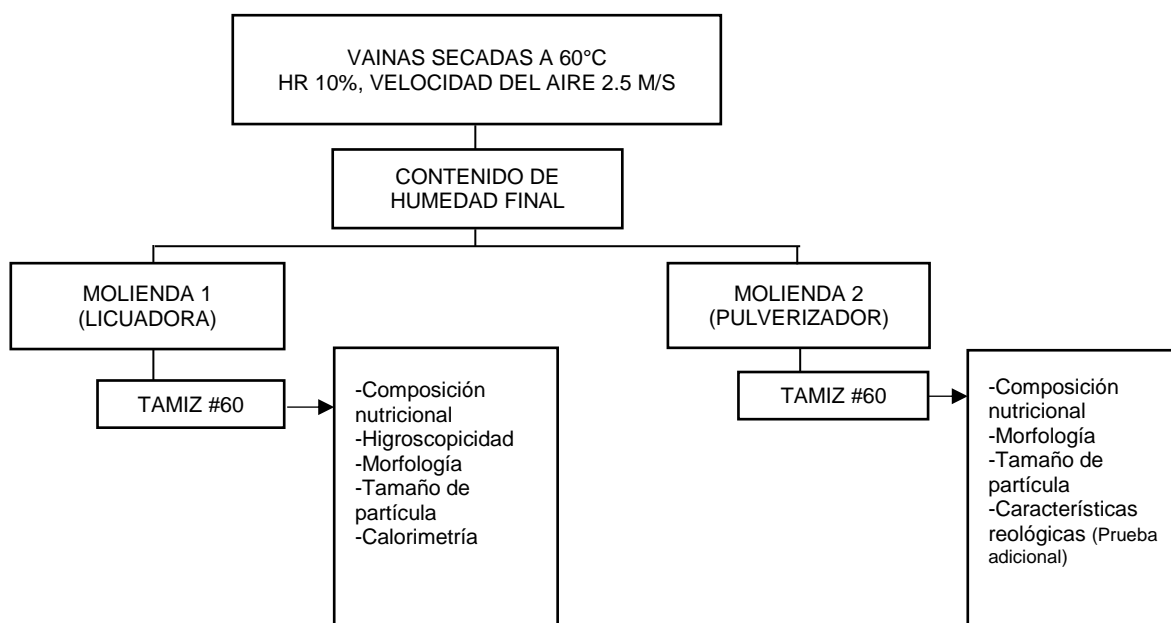 VAINAS SECADAS A 60°C
HR 10%, VELOCIDAD DEL AIRE 2.5 M/S
CONTENIDO DE
HUMEDAD FINAL
MOLIENDA 1
(LICUADORA)
MOLIENDA 2
(PULVERIZADOR)
TAMIZ #60
-Composición
nutricional
-Higroscopicidad
-Morfología
-Tamaño de
partícula
-Calorimetría
TAMIZ #60
-Composición
nutricional
-Morfología
-Tamaño de
partícula
-Características
reológicas (Prueba
adicional)